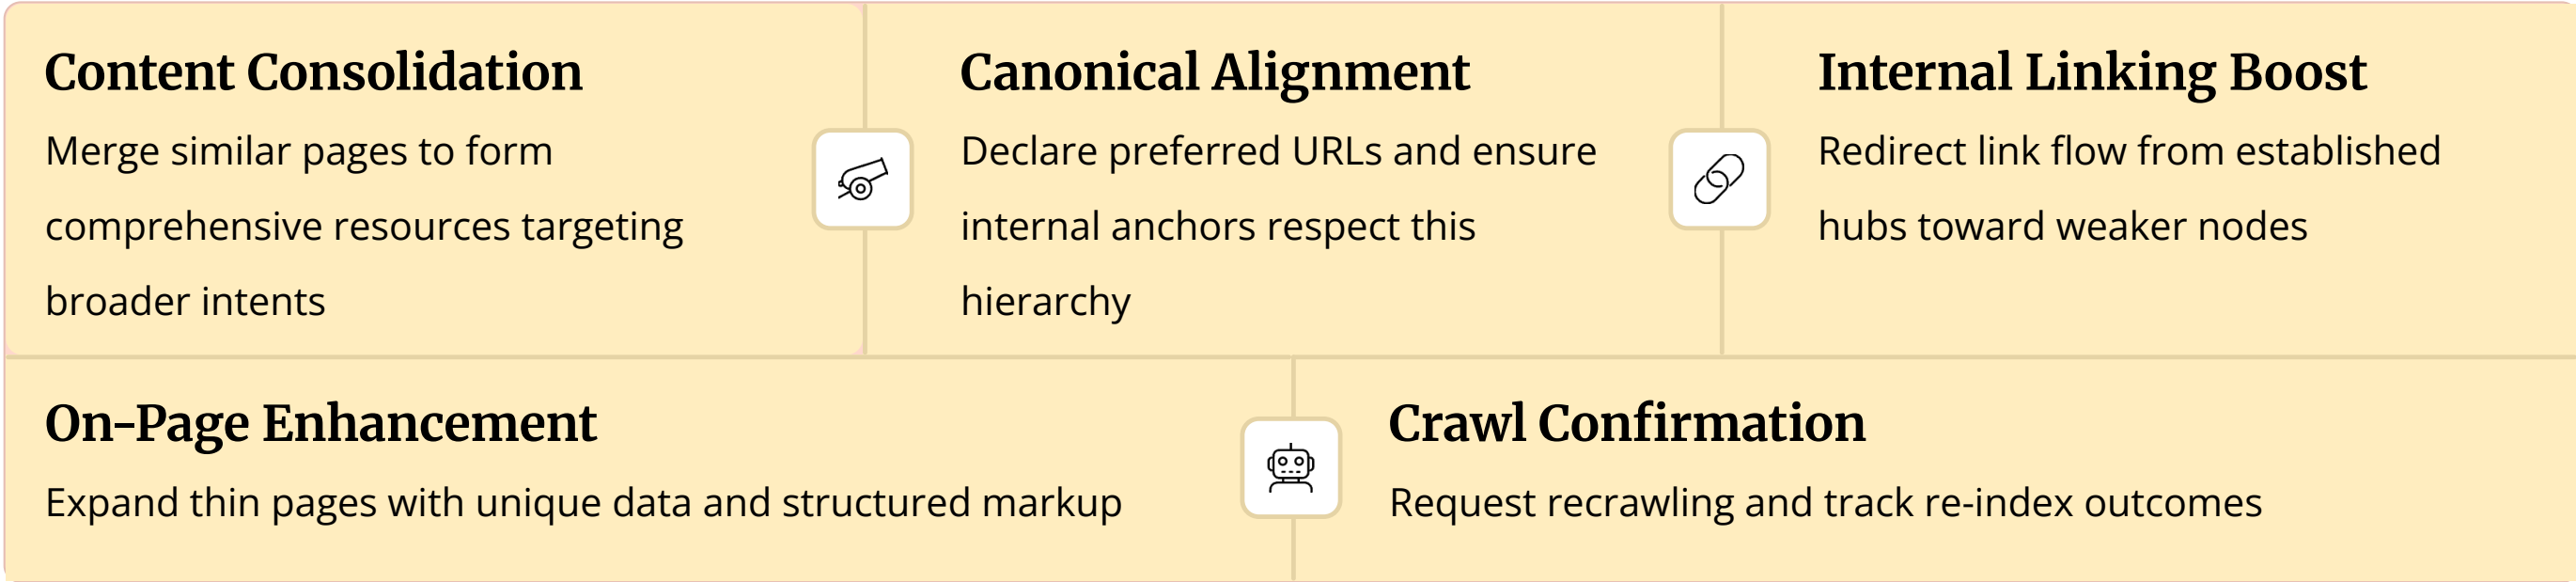 Content Consolidation
Merge similar pages to form
comprehensive resources targeting
broader intents
Canonical Alignment
Declare preferred URLs and ensure
internal anchors respect this
hierarchy
Internal Linking Boost
Redirect link flow from established
hubs toward weaker nodes
On-Page Enhancement
Expand thin pages with unique data and structured markup
Crawl Confirmation
Request recrawling and track re-index outcomes